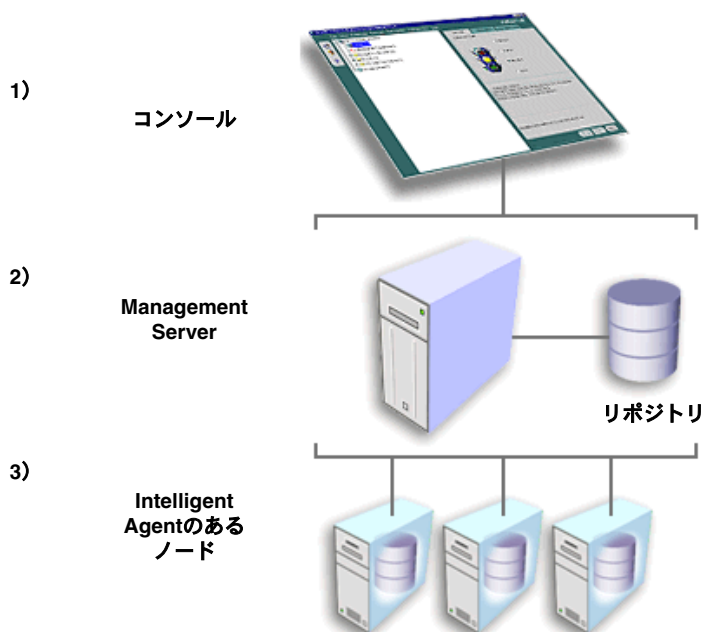 1)
コンソール
2)
Management
Server
リポジトリ
3)
Intelligent
Agentのある
ノード